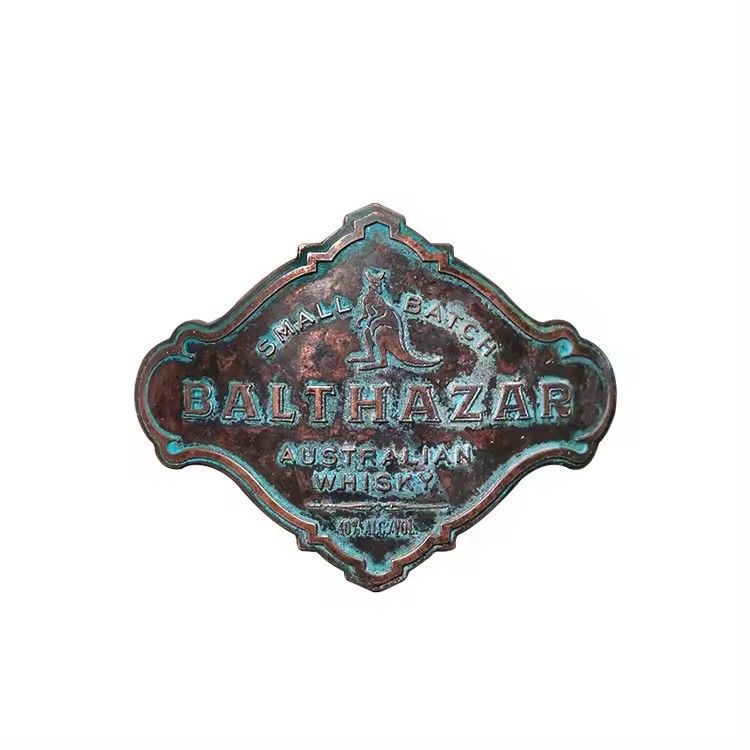 SMALL BATCH
BALTHAZAR
AUSTRALIAN
WHISKY
40% ALC/VOL